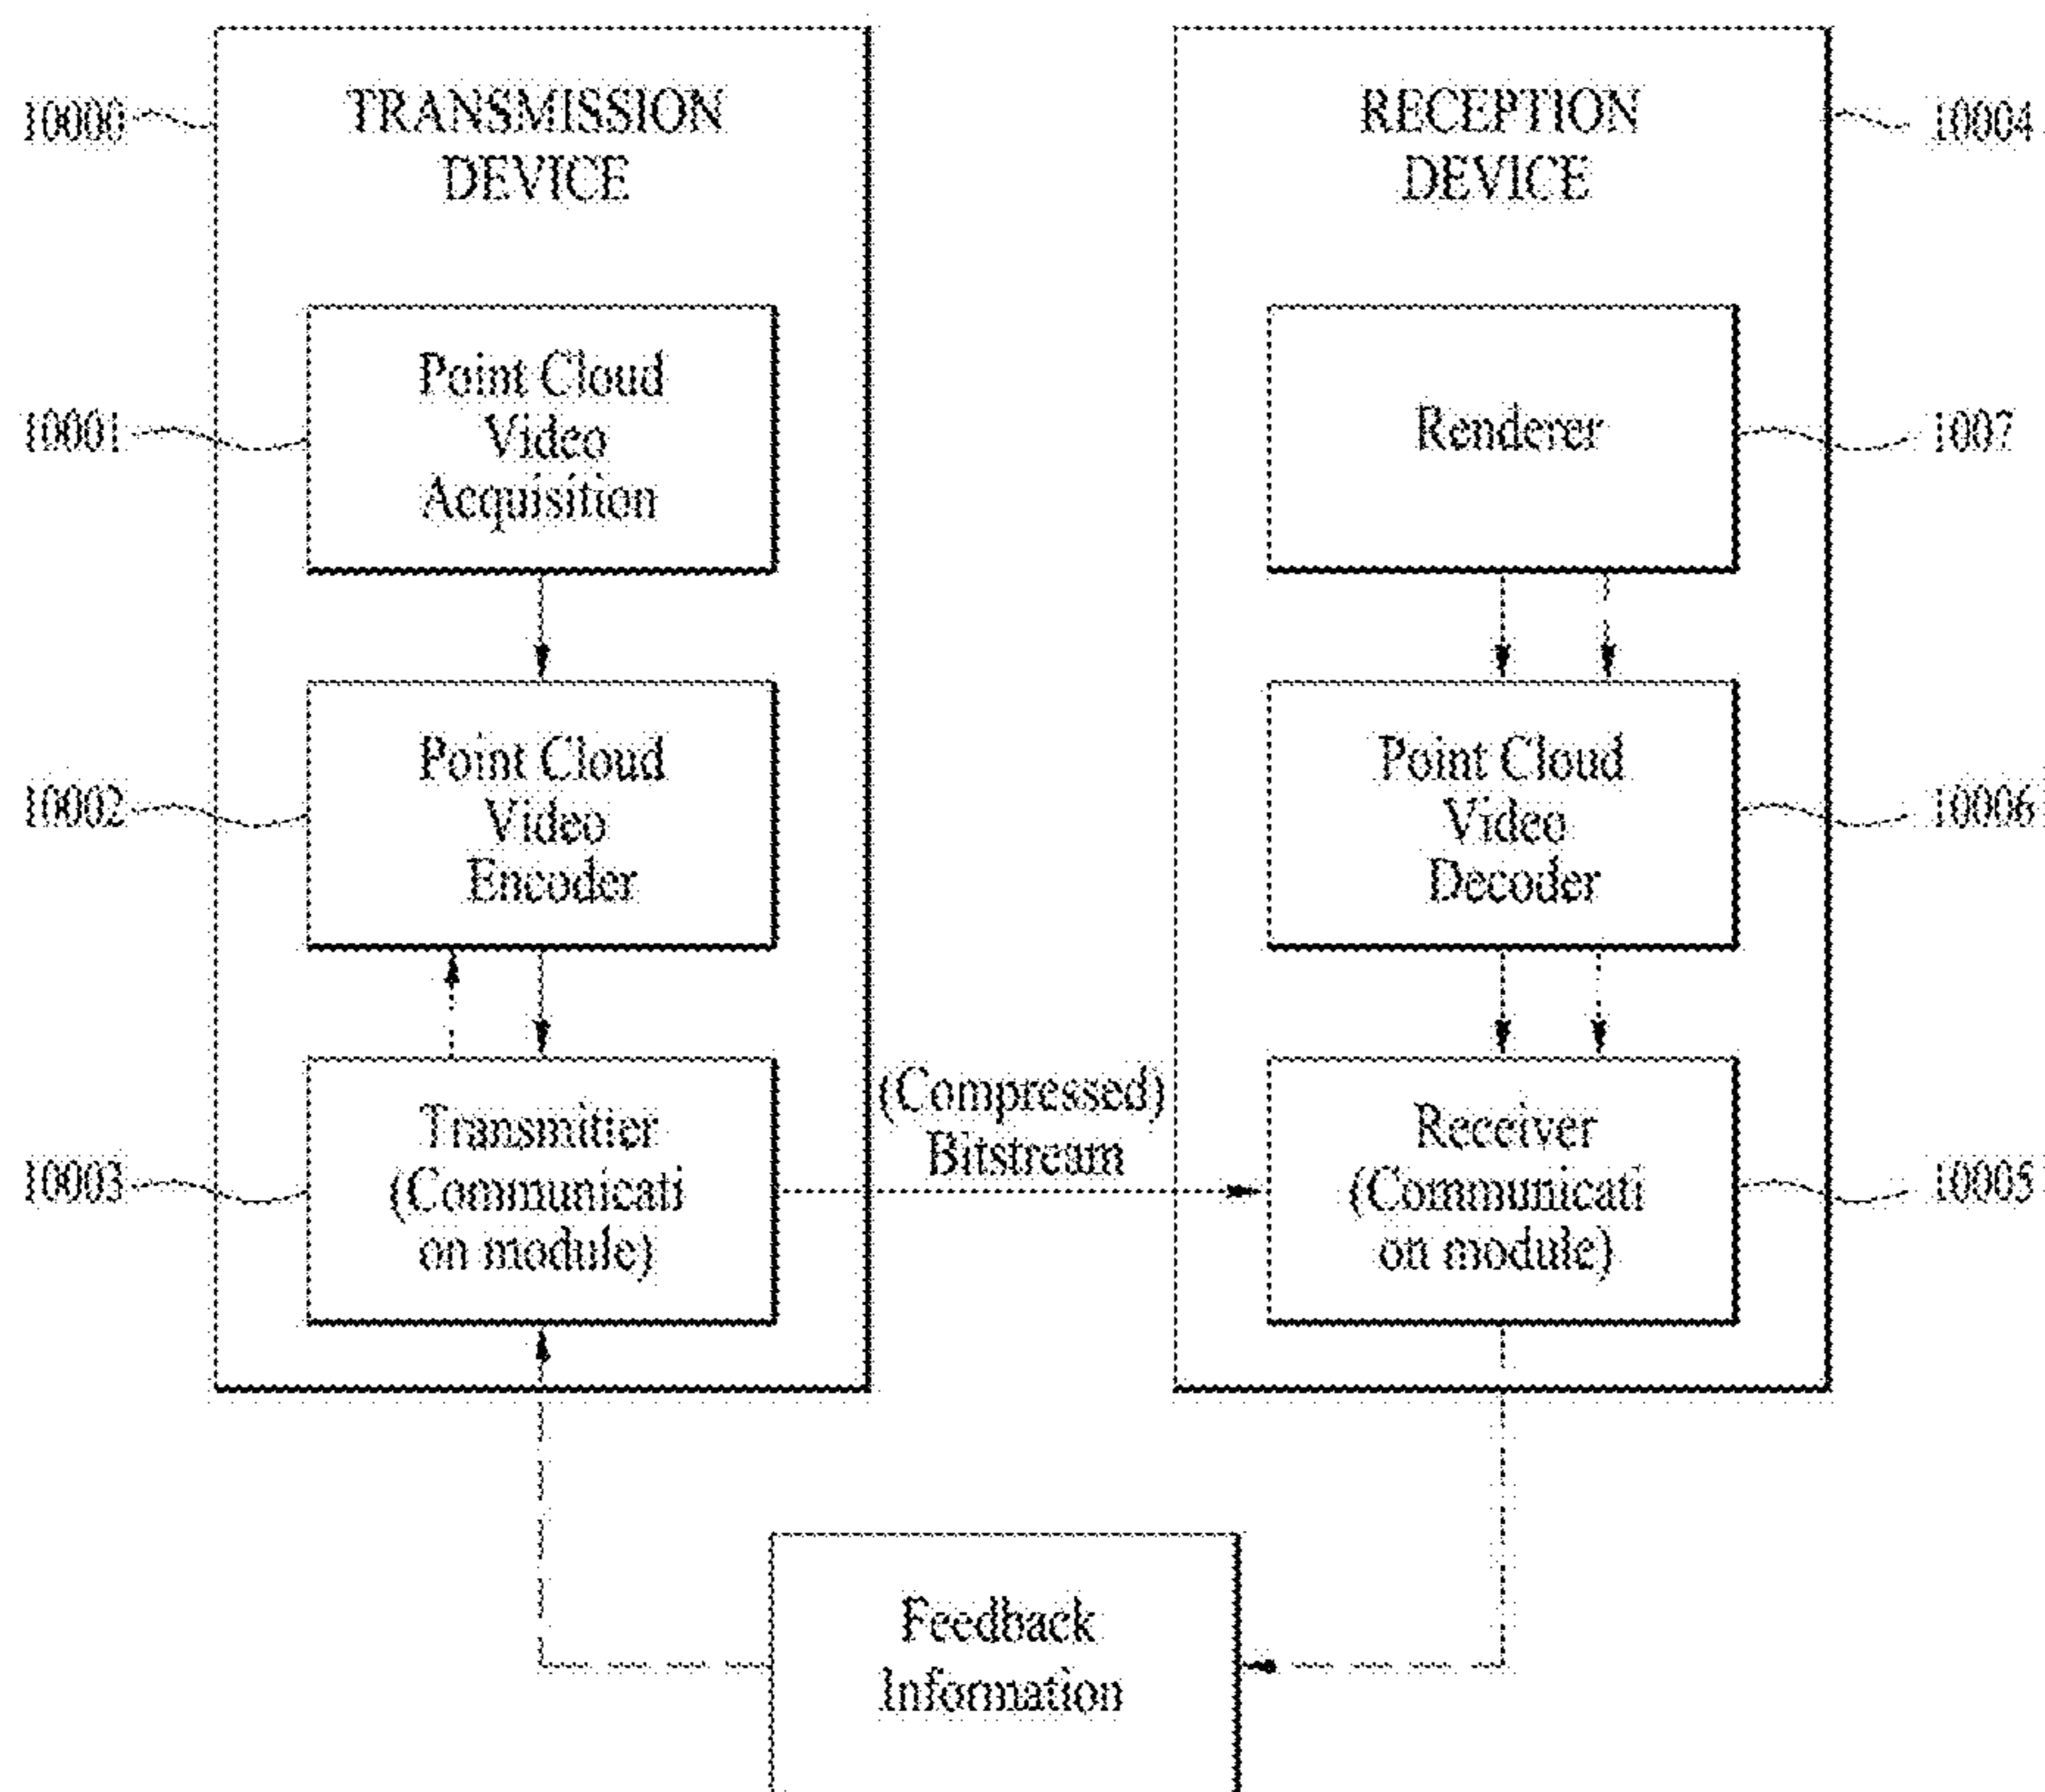 10000
TRANSMISSION
DEVICE
10001
Point Cloud
Video
Acquisition
10002
Point Cloud
Video
Encoder
10003
Transmitter
(Communicati
on module)
(Compressed)
Bitstream
RECEPTION
DEVICE
10004
Renderer
1007
Point Cloud
Video
Decoder
10006
Receiver
(Communicati
on module)
10005
Feedback
Information